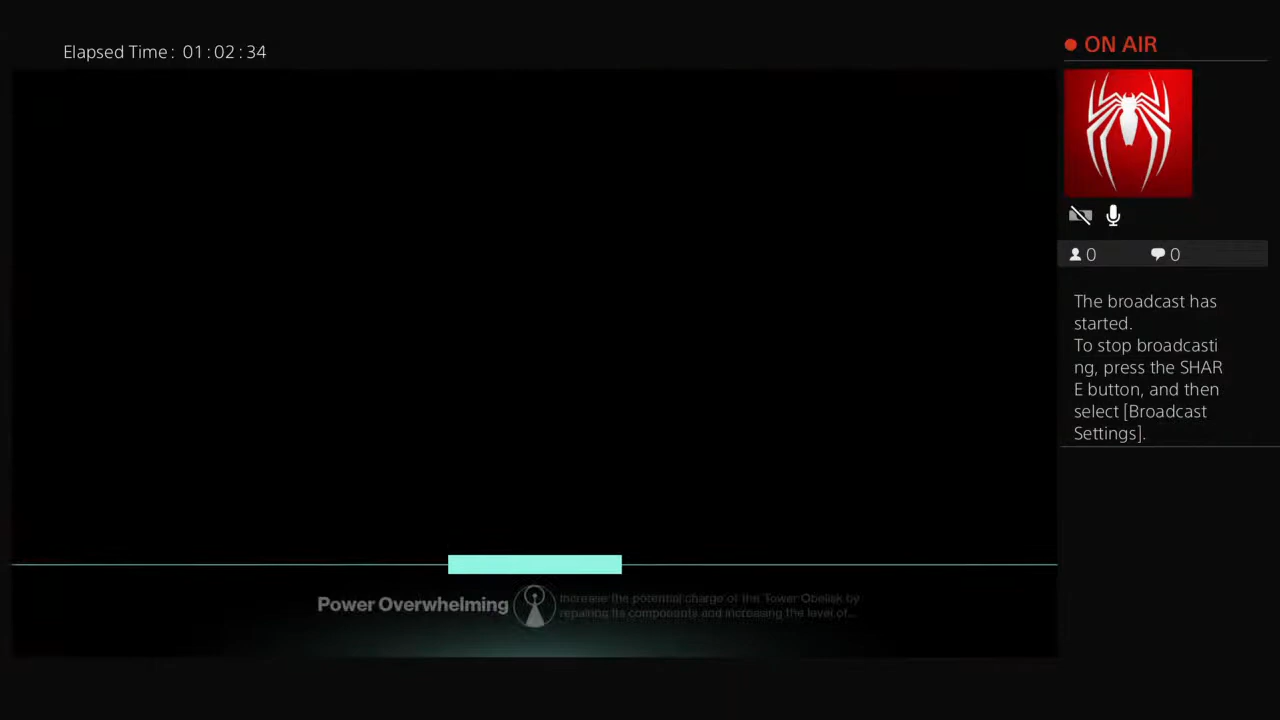 Elapsed Time: 01:02:34
ON AIR
0 0
The broadcast has
started.
To stop broadcasti
ng, press the SHAR
E button, and then
select [Broadcast
Settings].
Power Overwhelming
Increase the potential charge of the Tower Obelisk by
repairing its components and increasing the level of...